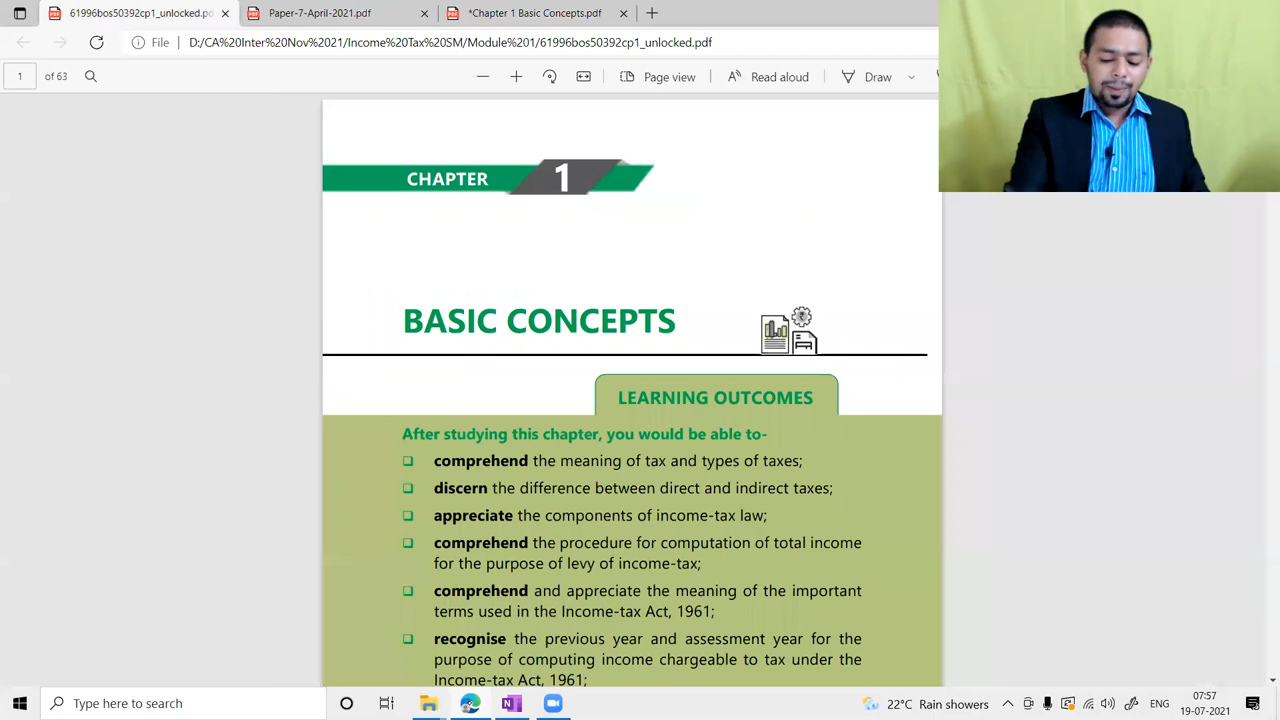 61996bos50392cp1_unlocked.pd
Paper-7-April-2021.pdf
*Chapter 1 Basic Concepts.pdf
File
D:/CA%20Inter%20Nov%2021/Income%20Tax%20SM/Module%201/61996bos50392cp1_unlocked.pdf
1 of 63
Page view
Read aloud
Draw
CHAPTER 1
BASIC CONCEPTS
LEARNING OUTCOMES
After studying this chapter, you would be able to-
comprehend the meaning of tax and types of taxes;
discern the difference between direct and indirect taxes;
appreciate the components of income-tax law;
comprehend the procedure for computation of total income
for the purpose of levy of income-tax;
comprehend and appreciate the meaning of the important
terms used in the Income-tax Act, 1961;
recognise the previous year and assessment year for the
purpose of computing income chargeable to tax under the
Income-tax Act, 1961;
Type here to search
22°C Rain showers
ENG
07:57
19-07-2021